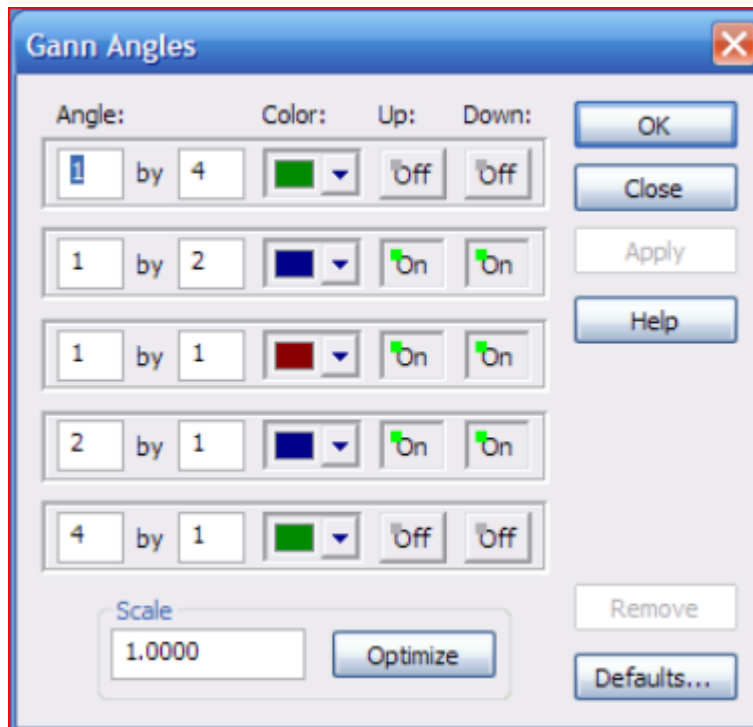 Gann Angles
Angle: Color: Up: Down:
OK
1 by 4 Off Off
Close
1 by 2 On On
Apply
Help
1 by 1 On On
2 by 1 On On
4 by 1 Off Off
Scale
Remove
1.0000 Optimize
Defaults...